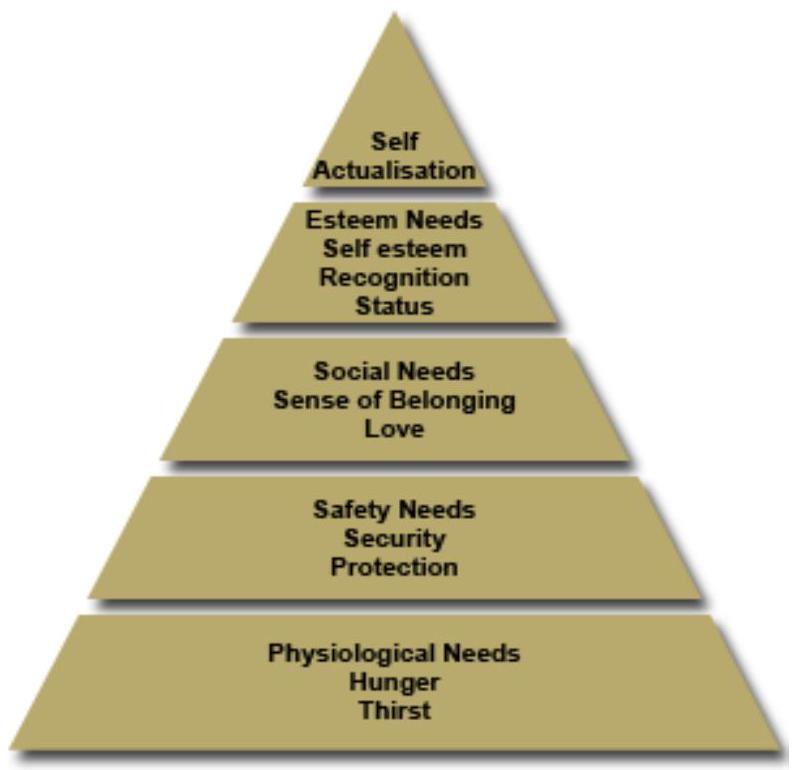 Self
Actualisation
Esteem Needs
Self esteem
Recognition
Status
Social Needs
Sense of Belonging
Love
Safety Needs
Security
Protection
Physiological Needs
Hunger
Thirst